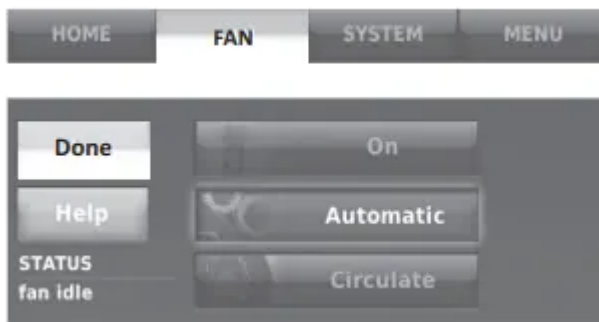 HOME FAN SYSTEM MENU
Done
On
Help
Automatic
STATUS
fan idle
Circulate